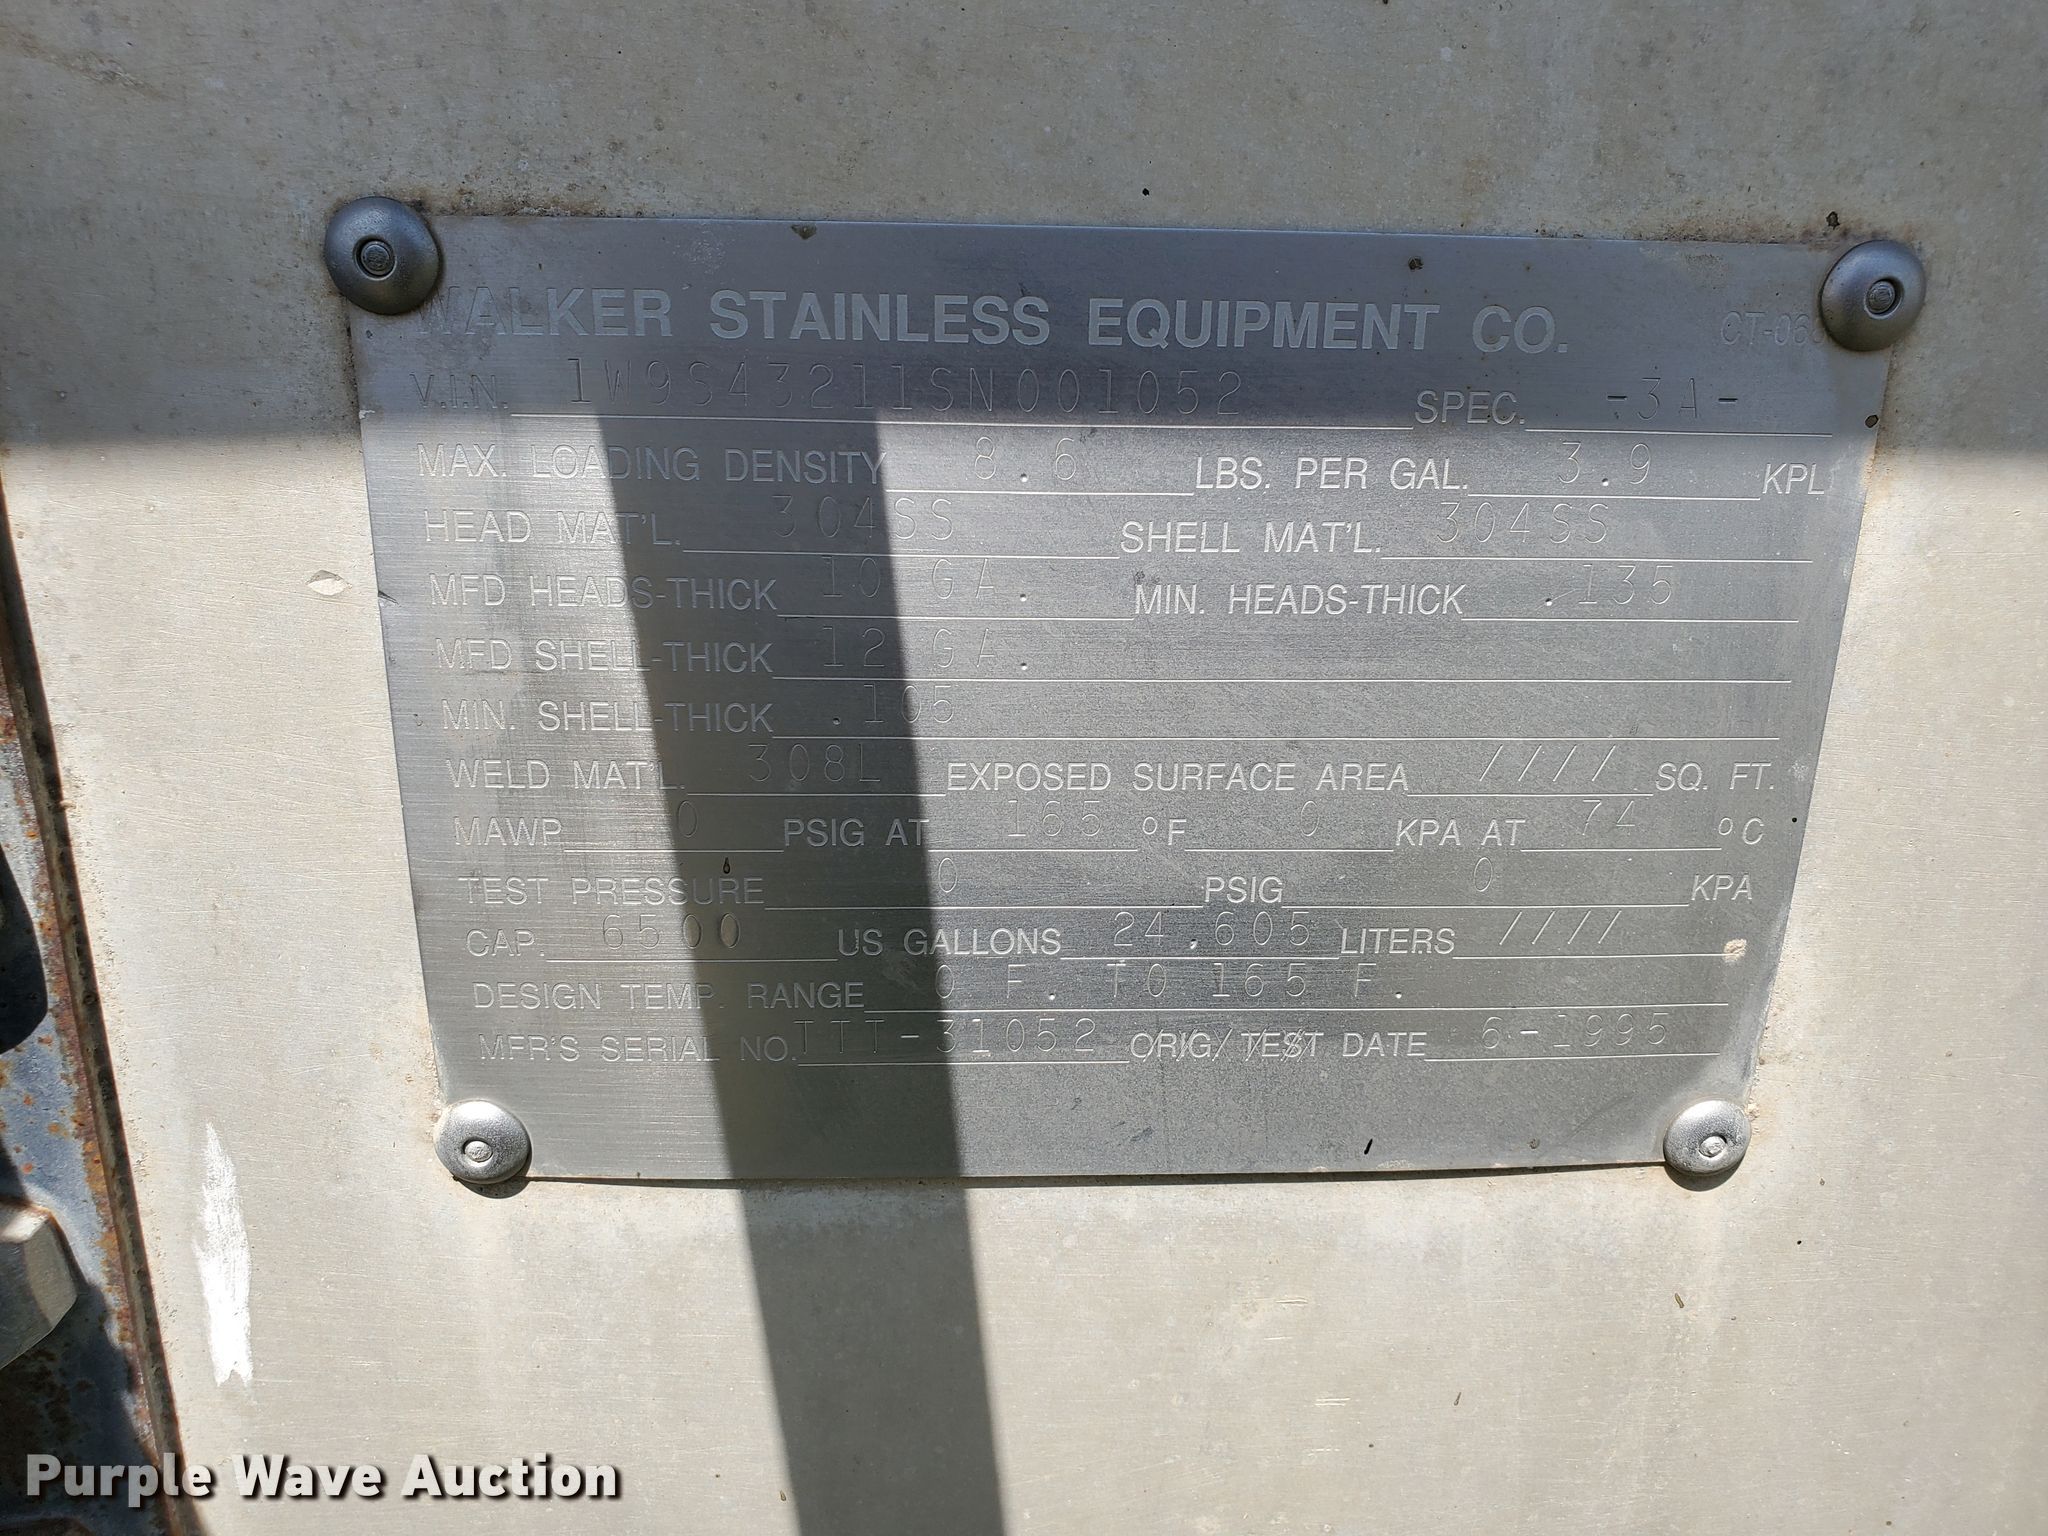 WALKER STAINLESS EQUIPMENT CO.
V.I.N. 1W9S43211SN001052 SPEC. -3A-
MAX. LOADING DENSITY 8.6 LBS. PER GAL. 3.9 KPL
HEAD MAT'L. 304SS SHELL MAT'L. 304SS
MFD HEADS-THICK 10 GA. MIN. HEADS-THICK .135
MFD SHELL-THICK 12 GA.
MIN. SHELL-THICK .105
WELD MAT'L. 308L EXPOSED SURFACE AREA //// SQ. FT.
MAWP 0 PSIG AT 165 °F 0 KPA AT 74 °C
TEST PRESSURE 0 PSIG 0 KPA
CAP. 6500 US GALLONS 24.605 LITERS ////
DESIGN TEMP. RANGE 0 F. TO 165 F.
MFR'S SERIAL NO. TTT-31052 ORIG/TEST DATE 6-1995
Purple Wave Auction